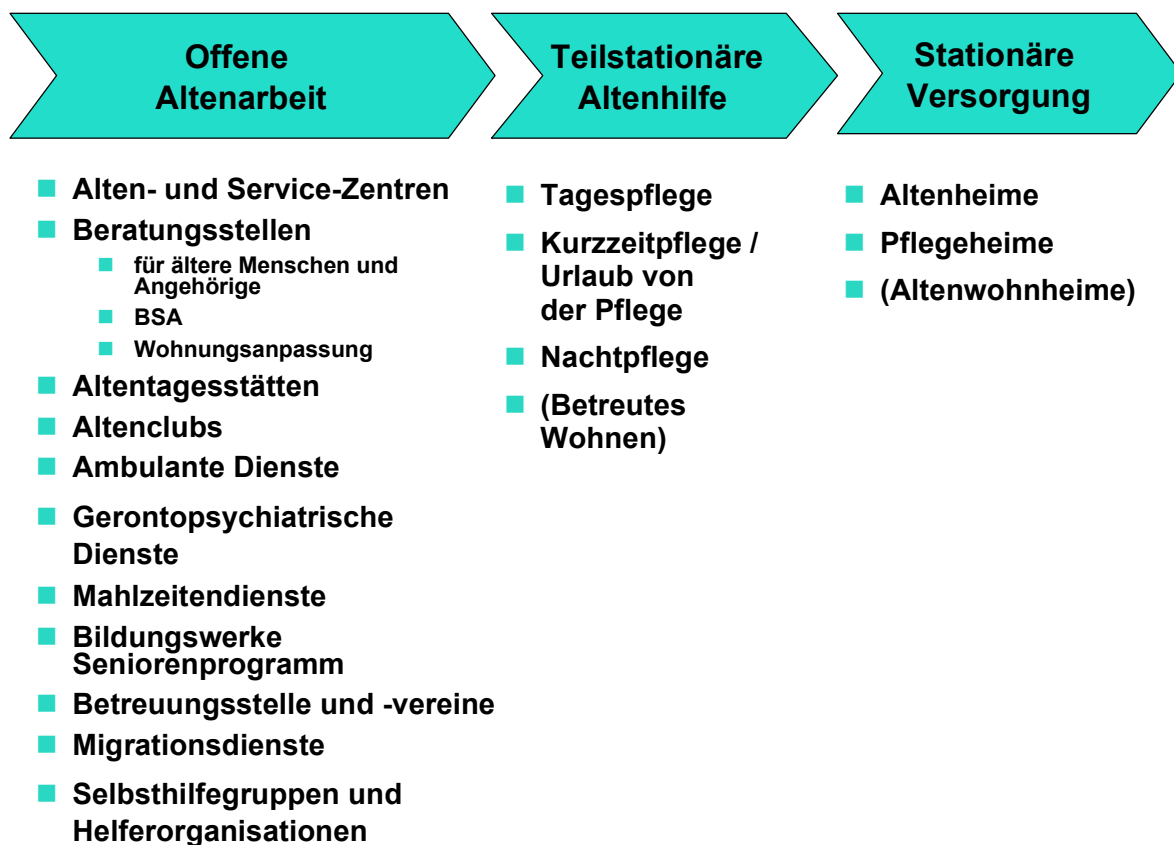 Offene
Altenarbeit
Teilstationäre
Altenhilfe
Stationäre
Versorgung
Alten- und Service-Zentren
Beratungsstellen
für ältere Menschen und
Angehörige
BSA
Wohnungsanpassung
Altentagesstätten
Altenclubs
Ambulante Dienste
Gerontopsychiatrische
Dienste
Mahlzeitendienste
Bildungswerke
Seniorenprogramm
Betreuungsstelle und -vereine
Migrationsdienste
Selbsthilfegruppen und
Helferorganisationen
Tagespflege
Kurzzeitpflege /
Urlaub von
der Pflege
Nachtpflege
(Betreutes
Wohnen)
Altenheime
Pflegeheime
(Altenwohnheime)